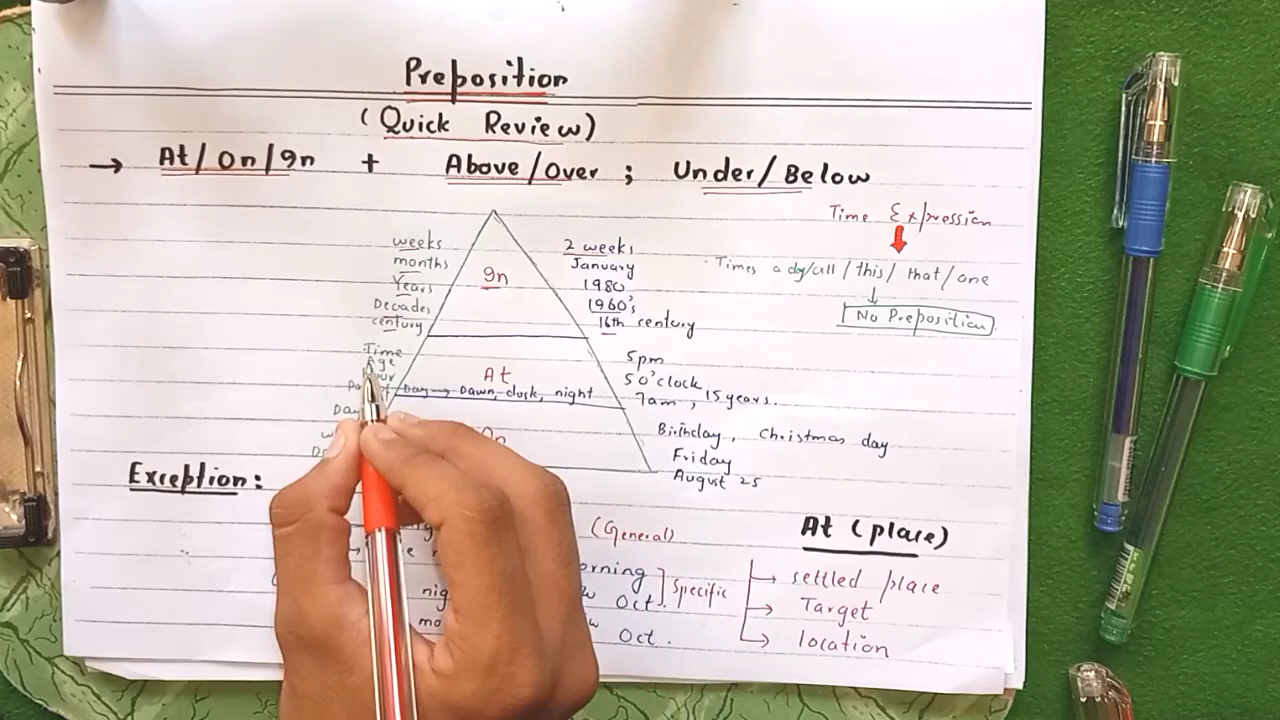 Preposition
(Quick Review)
→ At/On/In + Above/Over ; Under/Below
Time Expression
Times a day/all / this / that / one
No Preposition
weeks
months
Years
Decades
century
In
2 weeks
January
1980
1960's
16th century
Time
Age
At
Day → Dawn, dusk, night
5pm
5 o'clock
7am, 15 years.
On
Birthday, Christmas day
Friday
August 25
Exception:
(General)
Specific
Oct.
Oct.
At (place)
→ settled place
→ Target
→ location